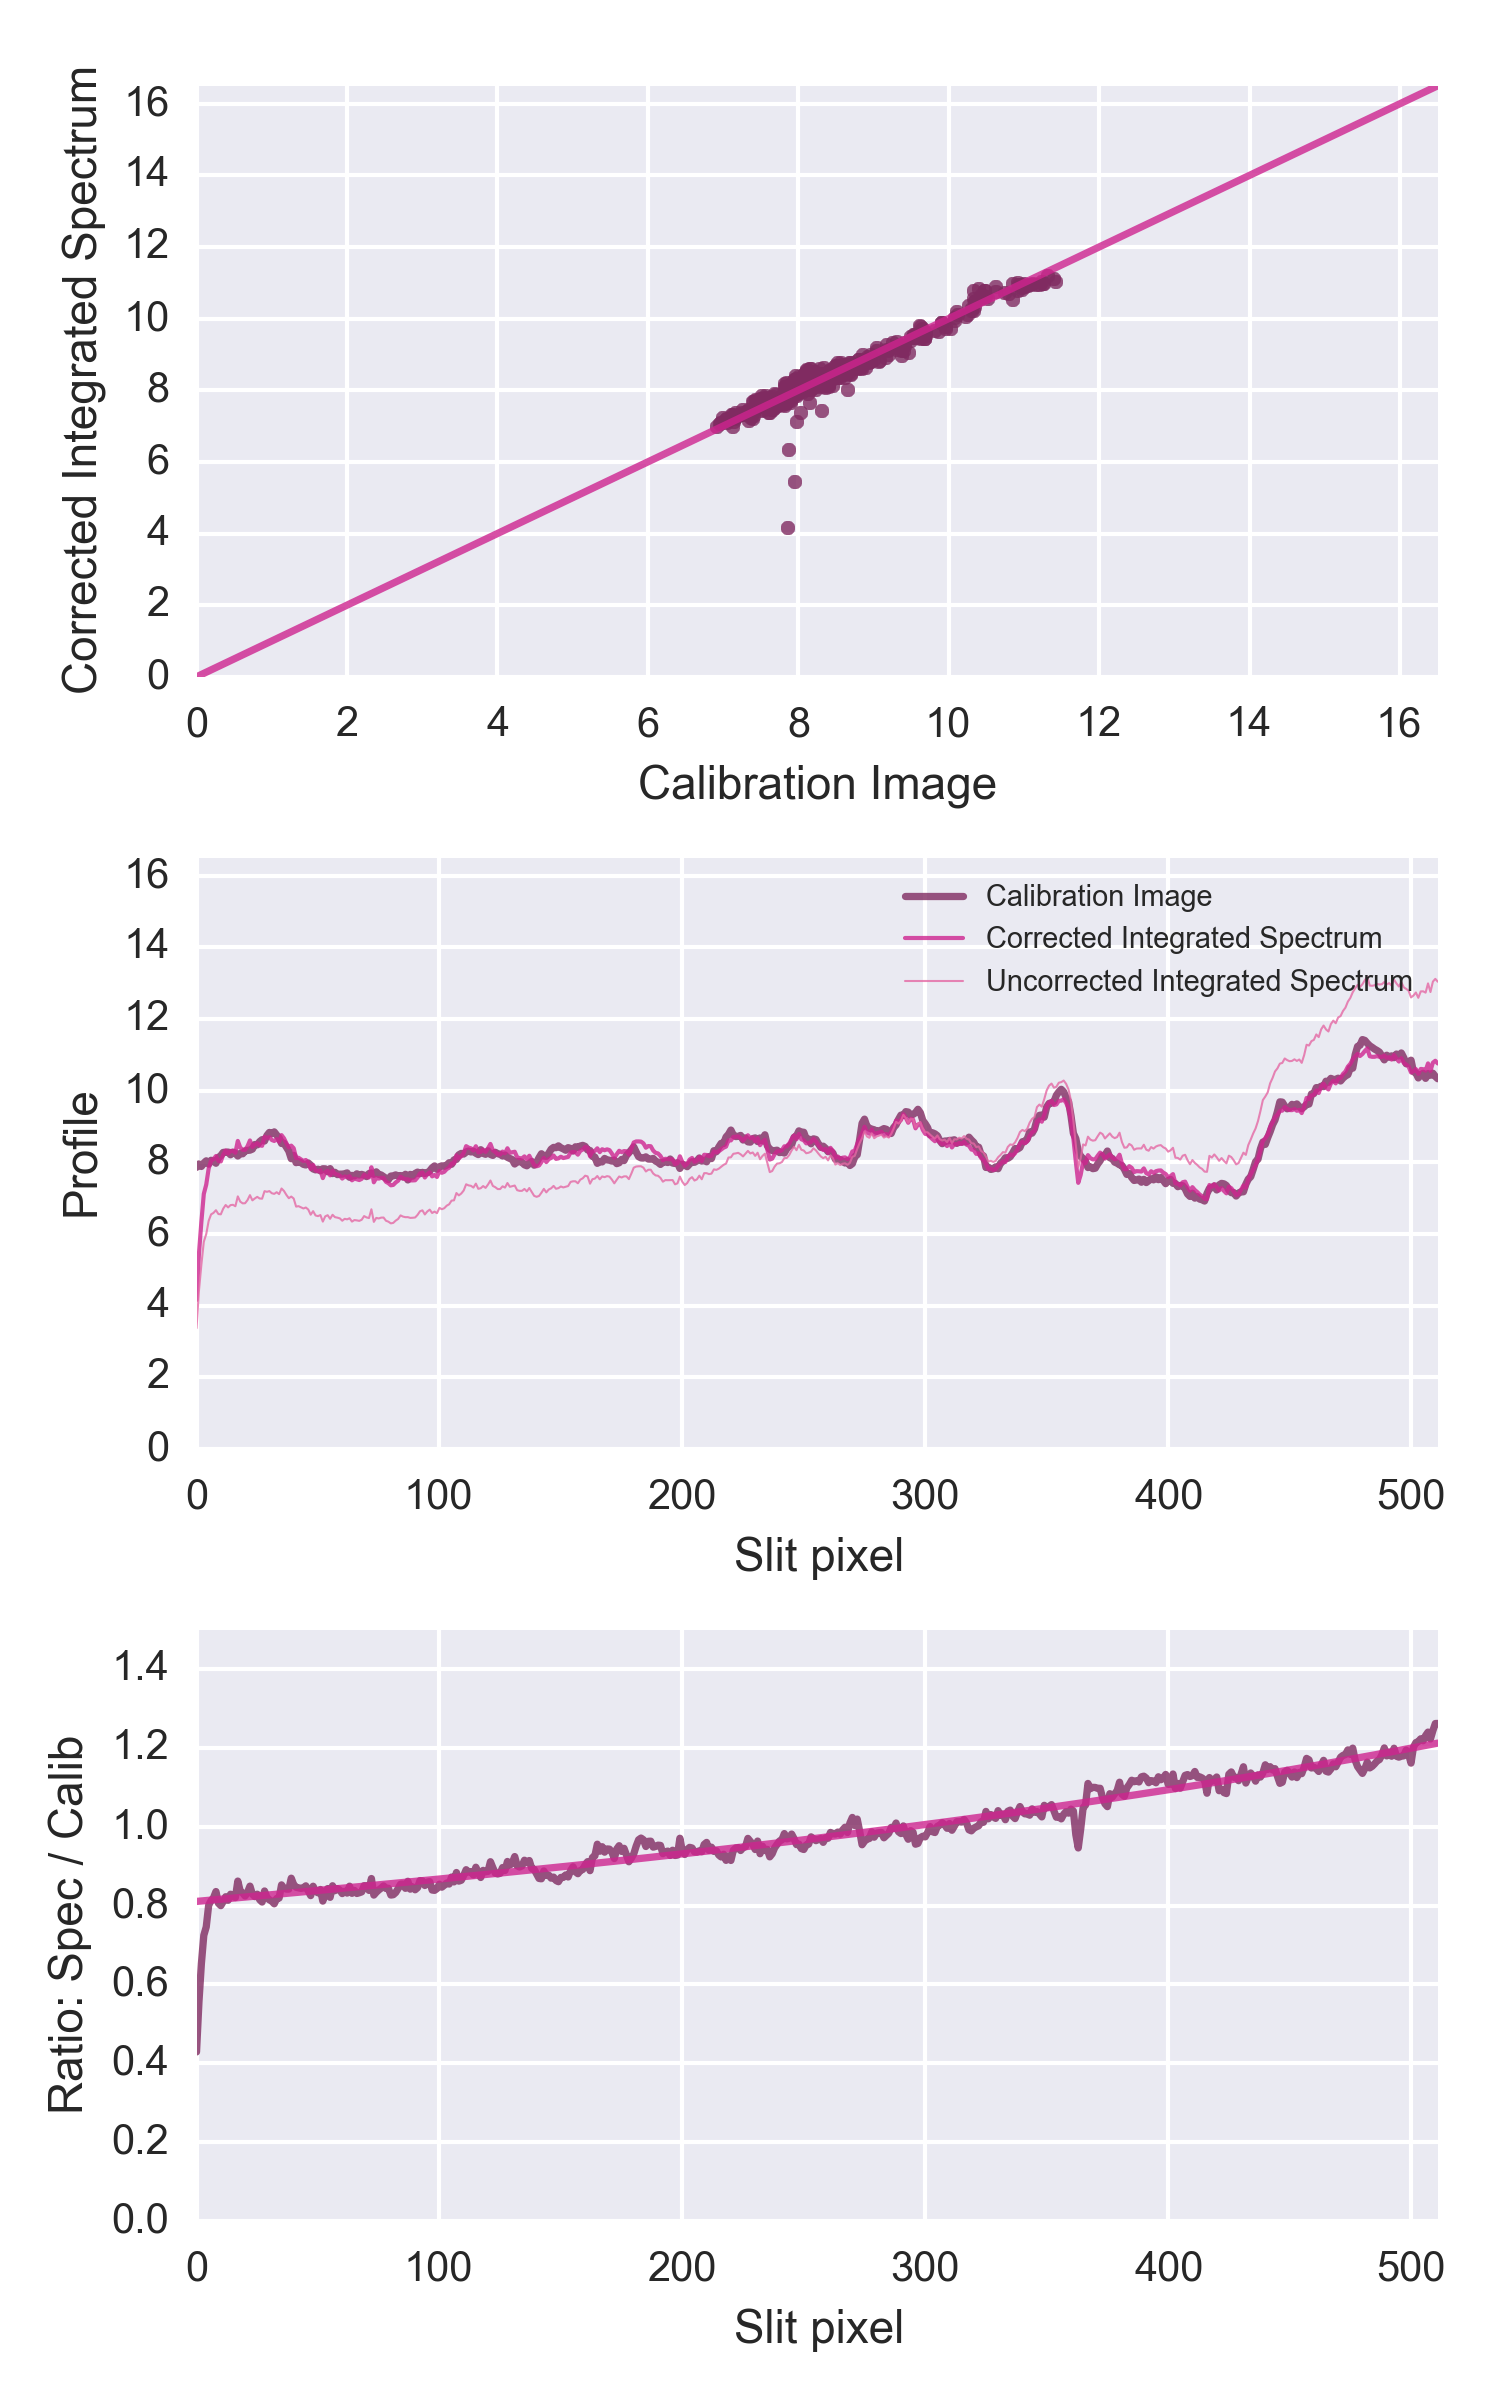 Corrected Integrated Spectrum
16
14
12
10
8
6
4
2
0
0 2 4 6 8 10 12 14 16
Calibration Image
Profile
16
14
12
10
8
6
4
2
0
Calibration Image
Corrected Integrated Spectrum
Uncorrected Integrated Spectrum
0 100 200 300 400 500
Slit pixel
Ratio: Spec / Calib
1.4
1.2
1.0
0.8
0.6
0.4
0.2
0.0
0 100 200 300 400 500
Slit pixel